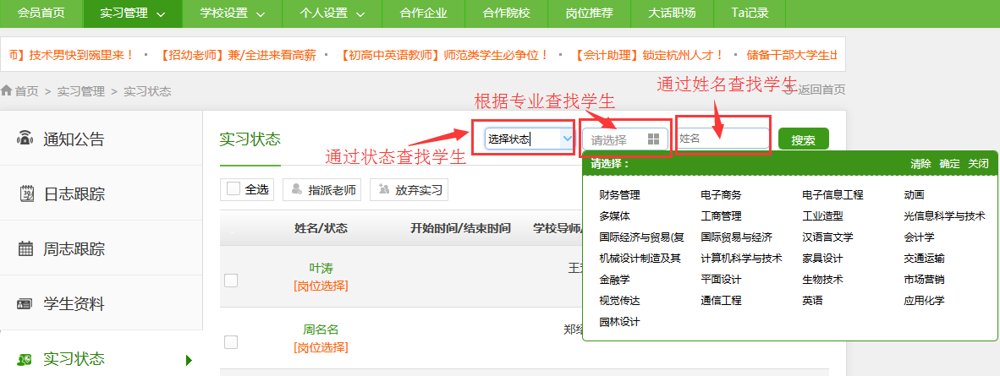 会员首页 实习管理 学校设置 个人设置 合作企业 合作院校 岗位推荐 大话职场 Ta记录
师】技术男快到碗里来！ · 【招幼老师】兼/全进来看高薪 · 【初高中英语教师】师范类学生必争位！ · 【会计助理】锁定杭州人才！ · 储备干部大学生出
首页 > 实习管理 > 实习状态
返回首页
通过姓名查找学生
根据专业查找学生
通过状态查找学生
通知公告
日志跟踪
周志跟踪
学生资料
实习状态
实习状态
选择状态 请选择 姓名 搜索
全选 指派老师 放弃实习
姓名/状态 开始时间/结束时间 学校导师/
叶涛
[岗位选择]
周名名
[岗位选择]
请选择： 清除 确定 关闭
财务管理 电子商务 电子信息工程 动画
多媒体 工商管理 工业造型 光信息科学与技术
国际经济与贸易(复 国际贸易与经济 汉语言文学 会计学
机械设计制造及其 计算机科学与技术 家具设计 交通运输
金融学 平面设计 生物技术 市场营销
视觉传达 通信工程 英语 应用化学
园林设计